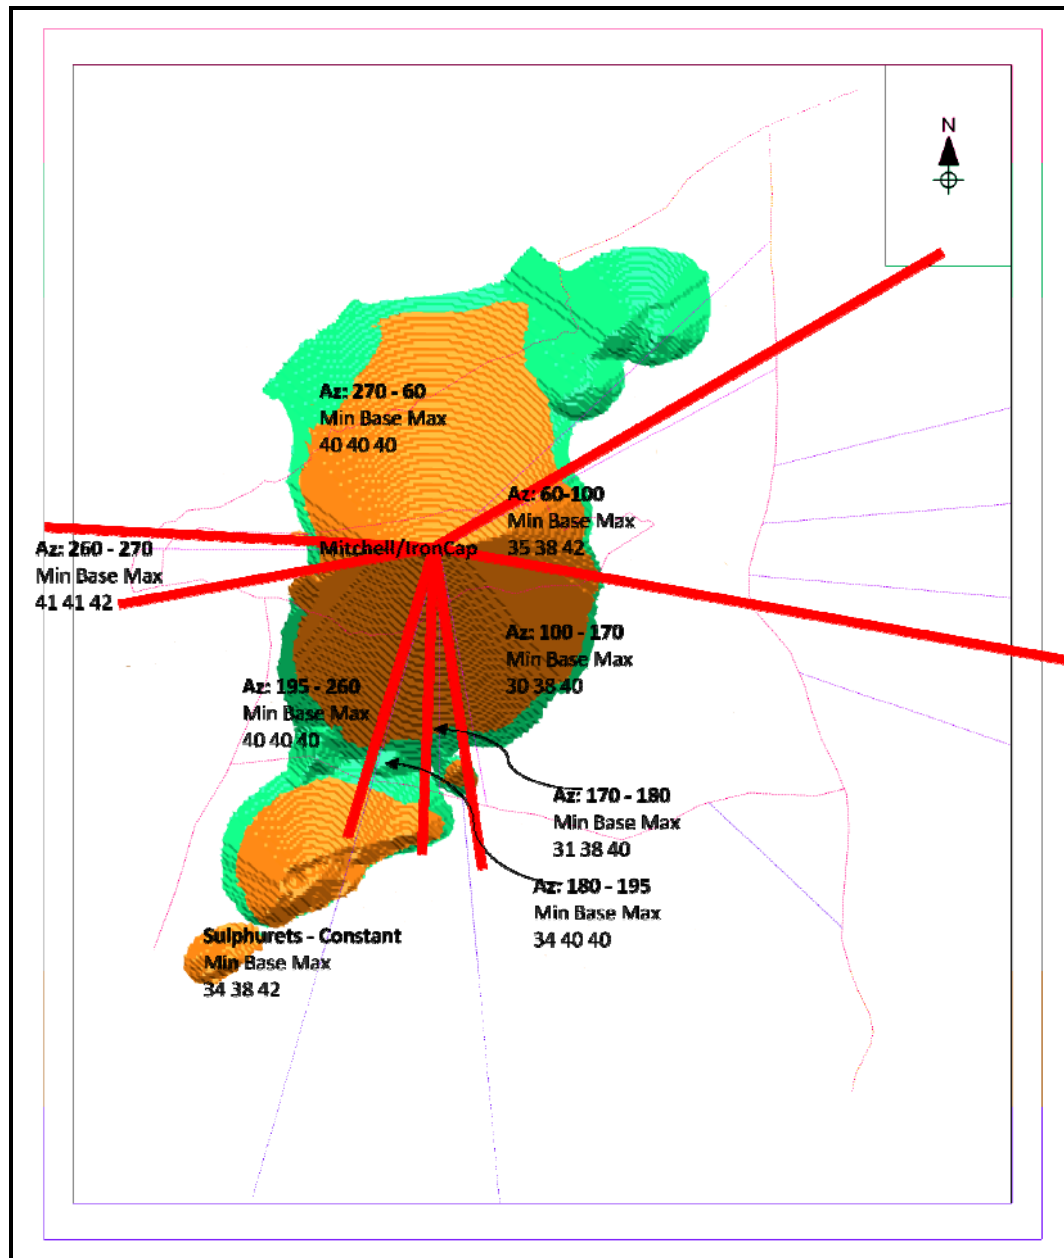 N
Az: 270 - 60
Min Base Max
40 40 40
Az: 60-100
Min Base Max
35 38 42
Mitchell/IronCap
Az: 260 - 270
Min Base Max
41 41 42
Az: 100 - 170
Min Base Max
30 38 40
Az: 195 - 260
Min Base Max
40 40 40
Az: 170 - 180
Min Base Max
31 38 40
Az: 180 - 195
Min Base Max
34 40 40
Sulphurets - Constant
Min Base Max
34 38 42